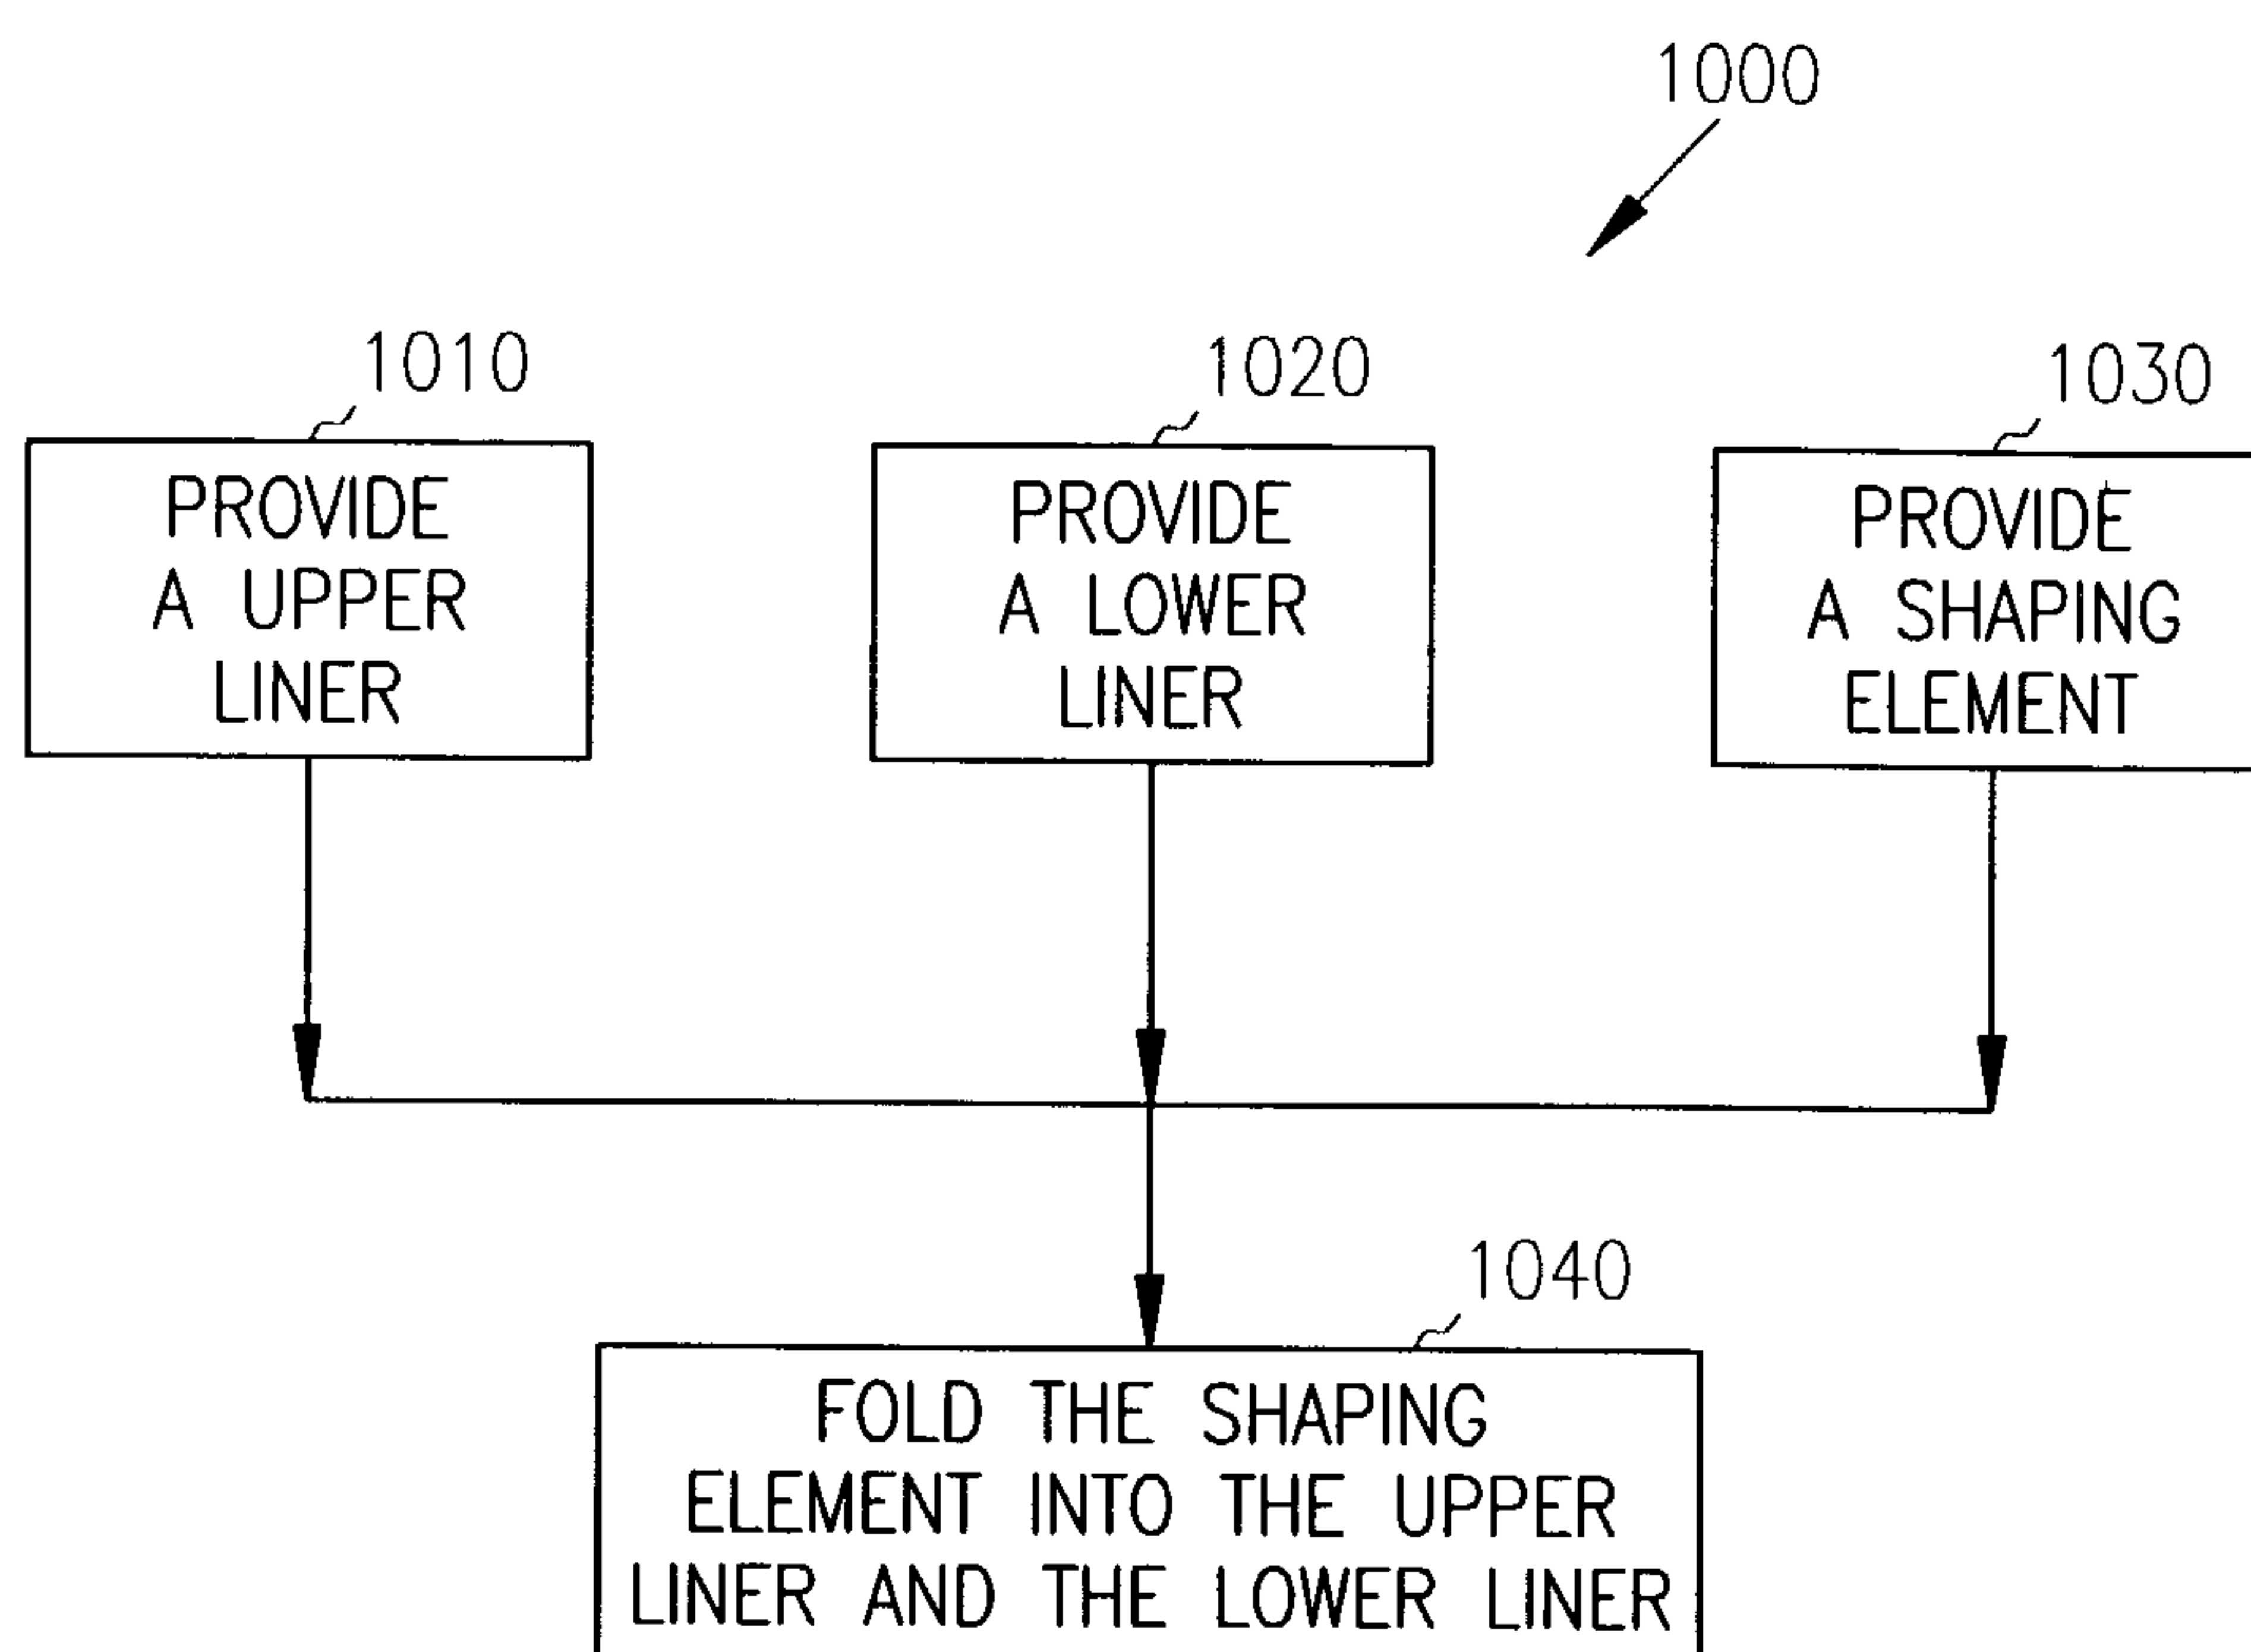 1000
1010
PROVIDE
A UPPER
LINER
1020
PROVIDE
A LOWER
LINER
1030
PROVIDE
A SHAPING
ELEMENT
1040
FOLD THE SHAPING
ELEMENT INTO THE UPPER
LINER AND THE LOWER LINER